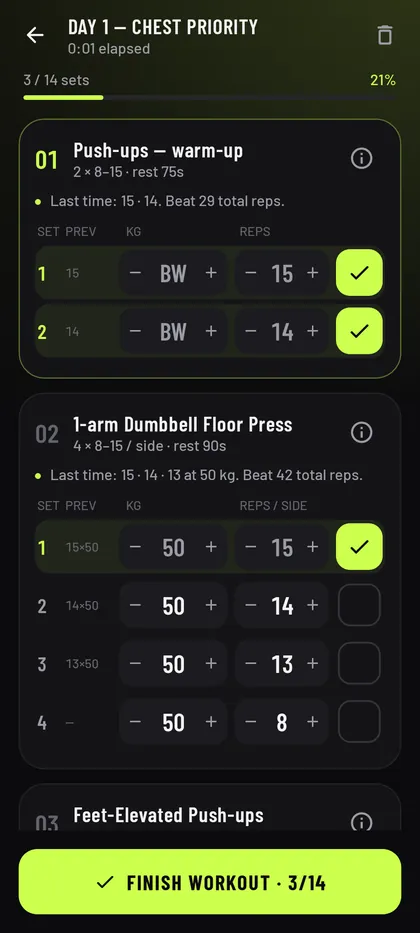 DAY 1 — CHEST PRIORITY
0:01 elapsed
3 / 14 sets 21%
01 Push-ups — warm-up
2 × 8–15 · rest 75s
• Last time: 15 · 14. Beat 29 total reps.
SET PREV KG REPS
1 15 − BW + − 15 +
2 14 − BW + − 14 +
02 1-arm Dumbbell Floor Press
4 × 8–15 / side · rest 90s
• Last time: 15 · 14 · 13 at 50 kg. Beat 42 total reps.
SET PREV KG REPS / SIDE
1 15×50 − 50 + − 15 +
2 14×50 − 50 + − 14 +
3 13×50 − 50 + − 13 +
4 – − 50 + − 8 +
03 Feet-Elevated Push-ups
FINISH WORKOUT · 3/14